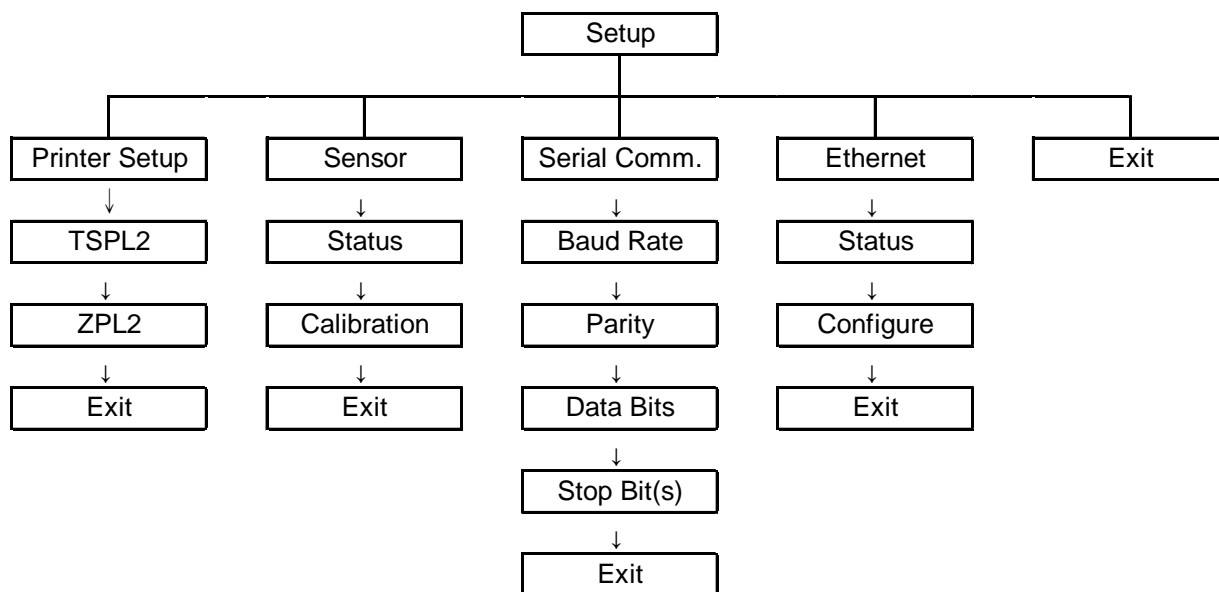 Setup
Printer Setup
Sensor
Serial Comm.
Ethernet
Exit
↓
↓
↓
↓
TSPL2
Status
Baud Rate
Status
↓
↓
↓
↓
ZPL2
Calibration
Parity
Configure
↓
↓
↓
↓
Exit
Exit
Data Bits
Exit
↓
Stop Bit(s)
↓
Exit